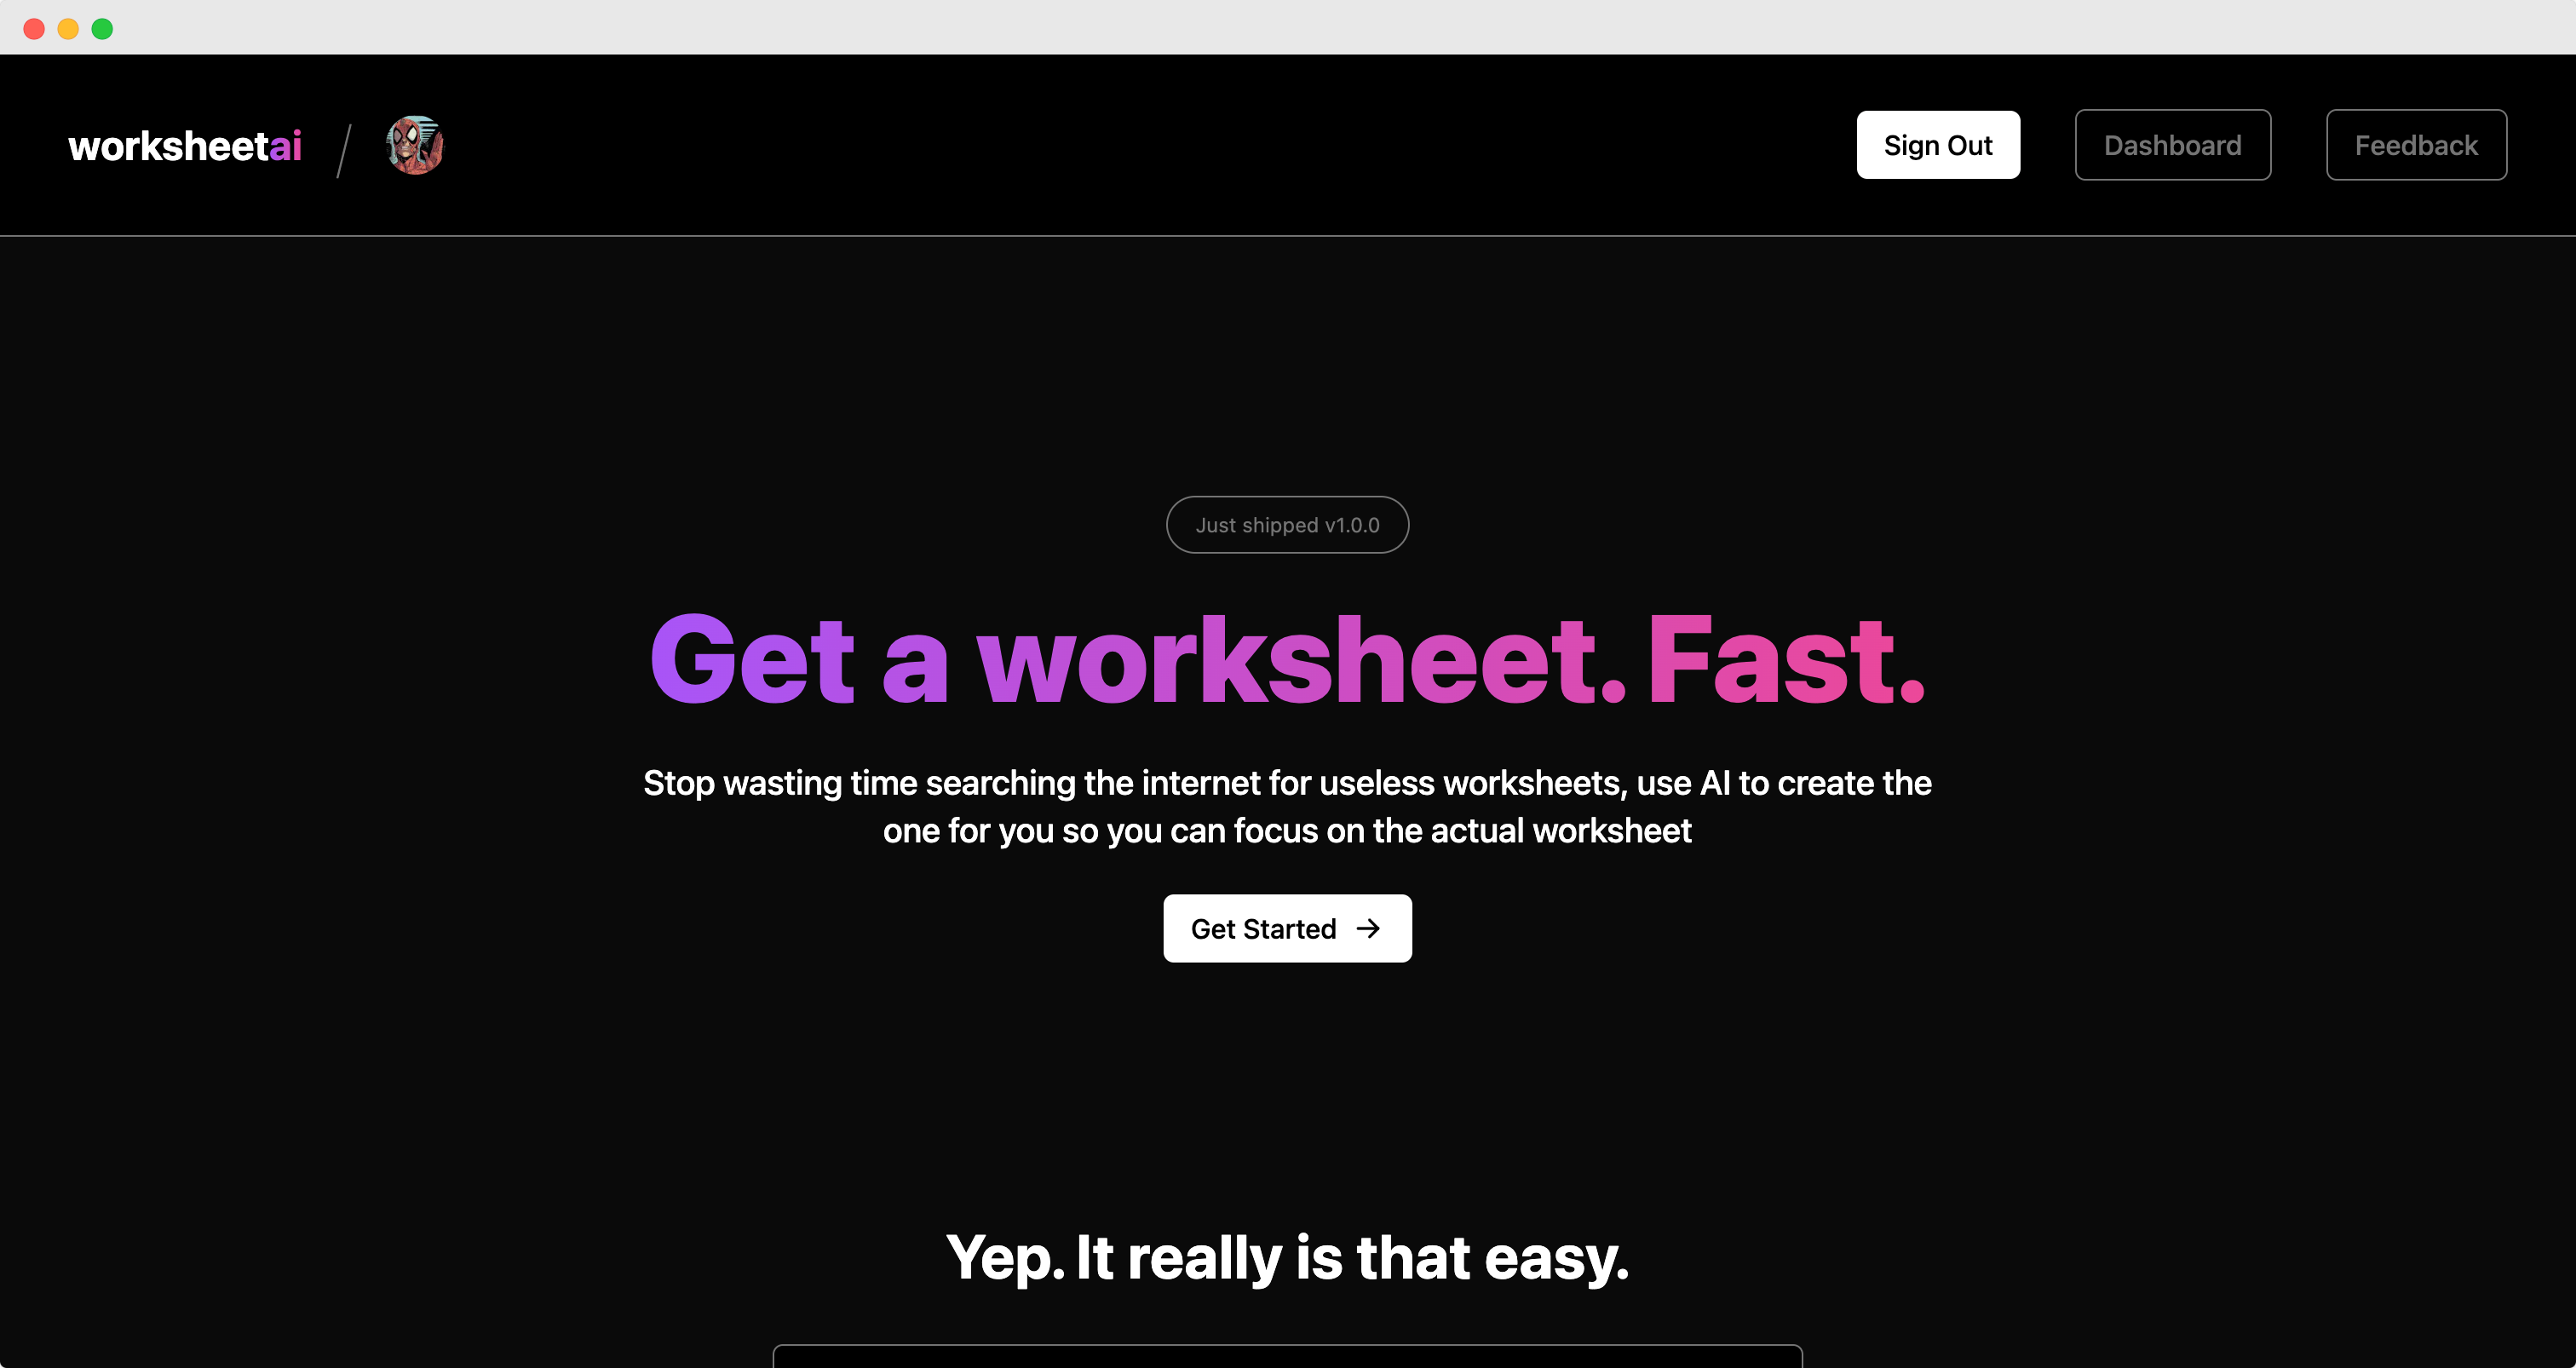 worksheetai
Sign Out
Dashboard
Feedback
Just shipped v1.0.0
Get a worksheet. Fast.
Stop wasting time searching the internet for useless worksheets, use AI to create the
one for you so you can focus on the actual worksheet
Get Started
Yep. It really is that easy.